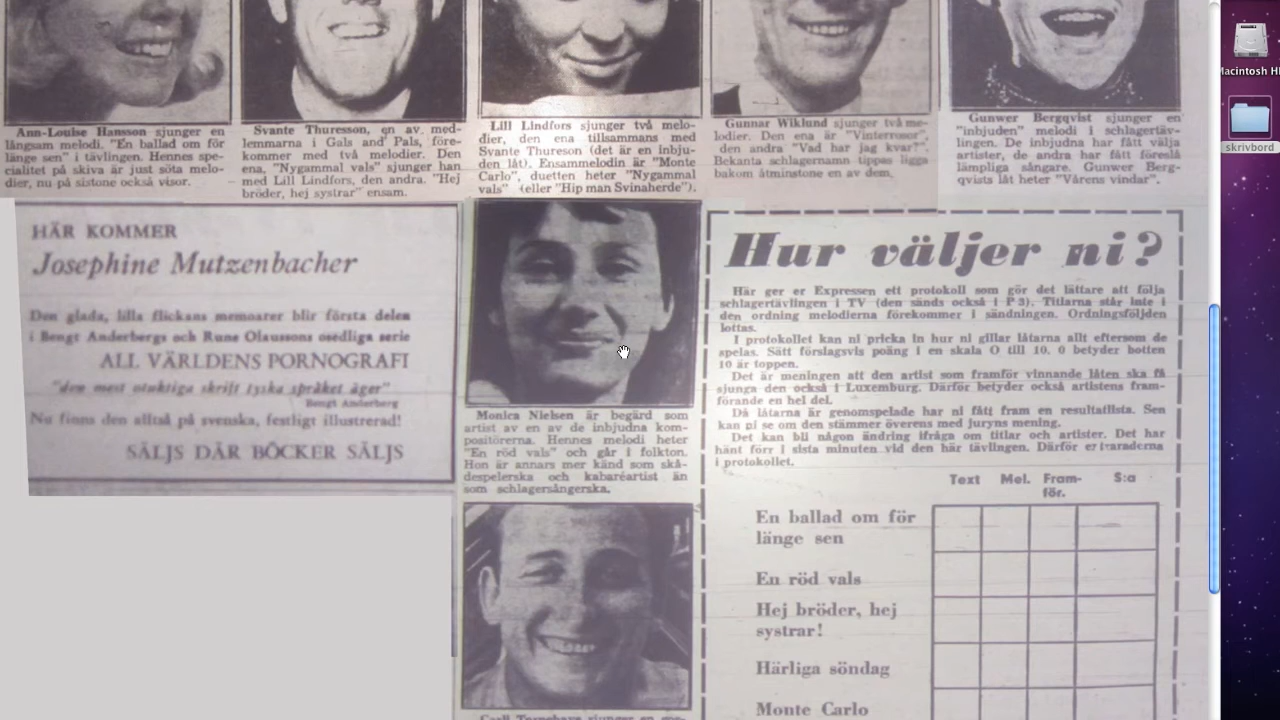 Ann-Louise Hansson sjunger en
långsam melodi. "En ballad om för
länge sen" i tävlingen. Hennes spe-
cialitet på skiva är just söta melo-
dier, nu på sistone också visor.
Svante Thuresson, en av med-
lemmarna i Gals and Pals, före-
kommer med två melodier. Den
ena, "Nygammal vals" sjunger han
med Lill Lindfors, den andra. "Hej
bröder, hej systrar" ensam.
Lill Lindfors sjunger två melo-
dier, den ena tillsammans med
Svante Thuresson (det är en inbju-
den låt). Ensammelodin är "Monte
Carlo", duetten heter "Nygammal
vals" (eller "Hip man Svinaherde").
Gunnar Wiklund sjunger två me-
lodier. Den ena är "Vinterrosor",
den andra "Vad har jag kvar?".
Bekanta schlagernamn tippas ligga
bakom åtminstone en av dem.
Gunwer Bergqvist sjunger en
"inbjuden" melodi i schlagertäv-
lingen. De inbjudna har fått välja
artister, de andra har fått föreslå
lämpliga sångare. Gunwer Berg-
qvists låt heter "Vårens vindar".
HÄR KOMMER
Josephine Mutzenbacher
Den glada, lilla flickans memoarer blir första delen
i Bengt Anderbergs och Rune Olaussons osedliga serie
ALL VÄRLDENS PORNOGRAFI
"den mest otuktiga skrift tyska språket äger"
Bengt Anderberg
Nu finns den alltså på svenska, festligt illustrerad!
SÄLJS DÄR BÖCKER SÄLJS
Monica Nielsen är begärd som
artist av en av de inbjudna kom-
positörerna. Hennes melodi heter
"En röd vals" och går i folkton.
Hon är annars mer känd som skå-
despelerska och kabaréartist än
som schlagersångerska.
Hur väljer ni?
Här ger er Expressen ett protokoll som gör det lättare att följa
schlagertävlingen i TV (den sänds också i P 3). Titlarna står inte i
den ordning melodierna förekommer i sändningen. Ordningsföljden
lottas.
I protokollet kan ni pricka in hur ni gillar låtarna allt eftersom de
spelas. Sätt förslagsvis poäng i en skala 0 till 10. 0 betyder botten
10 är toppen.
Det är meningen att den artist som framför vinnande låten ska få
sjunga den också i Luxemburg. Därför betyder också artistens fram-
förande en hel del.
Då låtarna är genomspelade har ni fått fram en resultatlista. Sen
kan ni se om den stämmer överens med juryns mening.
Det kan bli någon ändring ifråga om titlar och artister. Det har
hänt förr i sista minuten vid den här tävlingen. Därför er
i protokollet.
Text Mel. Fram-
för. S:a
En ballad om för
länge sen
En röd vals
Hej bröder, hej
systrar!
Härliga söndag
Monte Carlo
Macintosh H
skrivbord